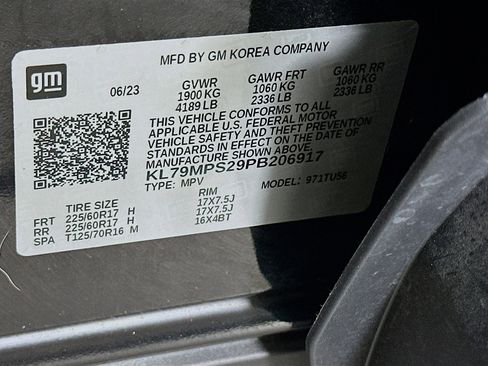 MFD BY GM KOREA COMPANY
gm
06/23 GVWR GAWR FRT GAWR RR
1900 KG 1060 KG 1060 KG
4189 LB 2336 LB 2336 LB
THIS VEHICLE CONFORMS TO ALL
APPLICABLE U.S. FEDERAL MOTOR
VEHICLE SAFETY AND THEFT PREVENTION
STANDARDS IN EFFECT ON THE DATE OF
MANUFACTURE SHOWN ABOVE.
KL79MPS29PB206917
TYPE: MPV MODEL: 971TU56
TIRE SIZE RIM
FRT 225/60R17 H 17X7.5J
RR 225/60R17 H 17X7.5J
SPA T125/70R16 M 16X4BT